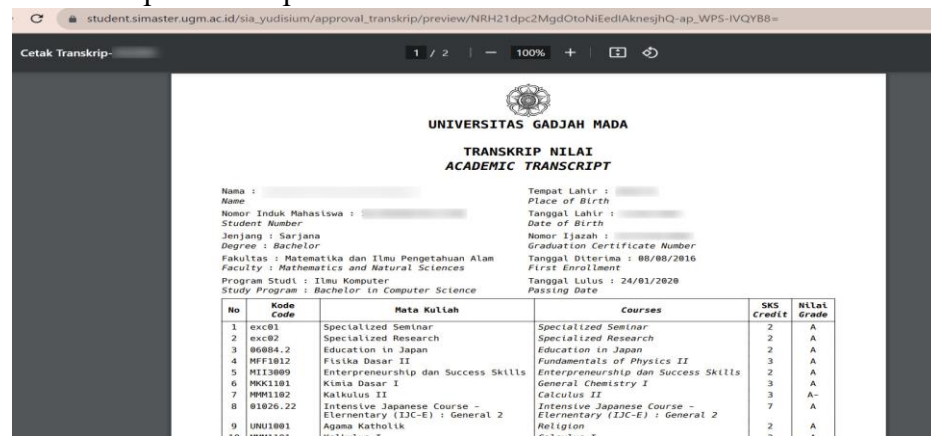 student.simaster.ugm.ac.id/sia_yudisium/approval_transkrip/preview/NRH21dpc2MgdOtoNiEedIAknesjhQ-ap_WPS-IVQYB8=
Cetak Transkrip-
1 / 2 | − 100% +
UNIVERSITAS GADJAH MADA
TRANSKRIP NILAI
ACADEMIC TRANSCRIPT
Nama :
Name
Nomor Induk Mahasiswa :
Student Number
Jenjang : Sarjana
Degree : Bachelor
Fakultas : Matematika dan Ilmu Pengetahuan Alam
Faculty : Mathematics and Natural Sciences
Program Studi : Ilmu Komputer
Study Program : Bachelor in Computer Science
Tempat Lahir :
Place of Birth
Tanggal Lahir :
Date of Birth
Nomor Ijazah :
Graduation Certificate Number
Tanggal Diterima : 08/08/2016
First Enrollment
Tanggal Lulus : 24/01/2020
Passing Date
No Kode Mata Kuliah Courses SKS Nilai
Code Credit Grade
1 exc01 Specialized Seminar Specialized Seminar 2 A
2 exc02 Specialized Research Specialized Research 2 A
3 06084.2 Education in Japan Education in Japan 2 A
4 MFF1012 Fisika Dasar II Fundamentals of Physics II 3 A
5 MII3009 Enterpreneurship dan Success Skills Enterpreneurship dan Success Skills 2 A
6 MKK1101 Kimia Dasar I General Chemistry I 3 A
7 MMM1102 Kalkulus II Calculus II 3 A-
8 01026.22 Intensive Japanese Course - Intensive Japanese Course - 7 A
Elernentary (IJC-E) : General 2 Elernentary (IJC-E) : General 2
9 UNU1001 Agama Katholik Religion 2 A